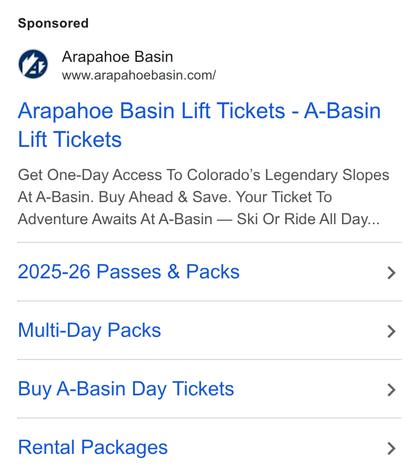 Sponsored
Arapahoe Basin
www.arapahoebasin.com/
Arapahoe Basin Lift Tickets - A-Basin
Lift Tickets
Get One-Day Access To Colorado’s Legendary Slopes
At A-Basin. Buy Ahead & Save. Your Ticket To
Adventure Awaits At A-Basin — Ski Or Ride All Day...
2025-26 Passes & Packs
Multi-Day Packs
Buy A-Basin Day Tickets
Rental Packages